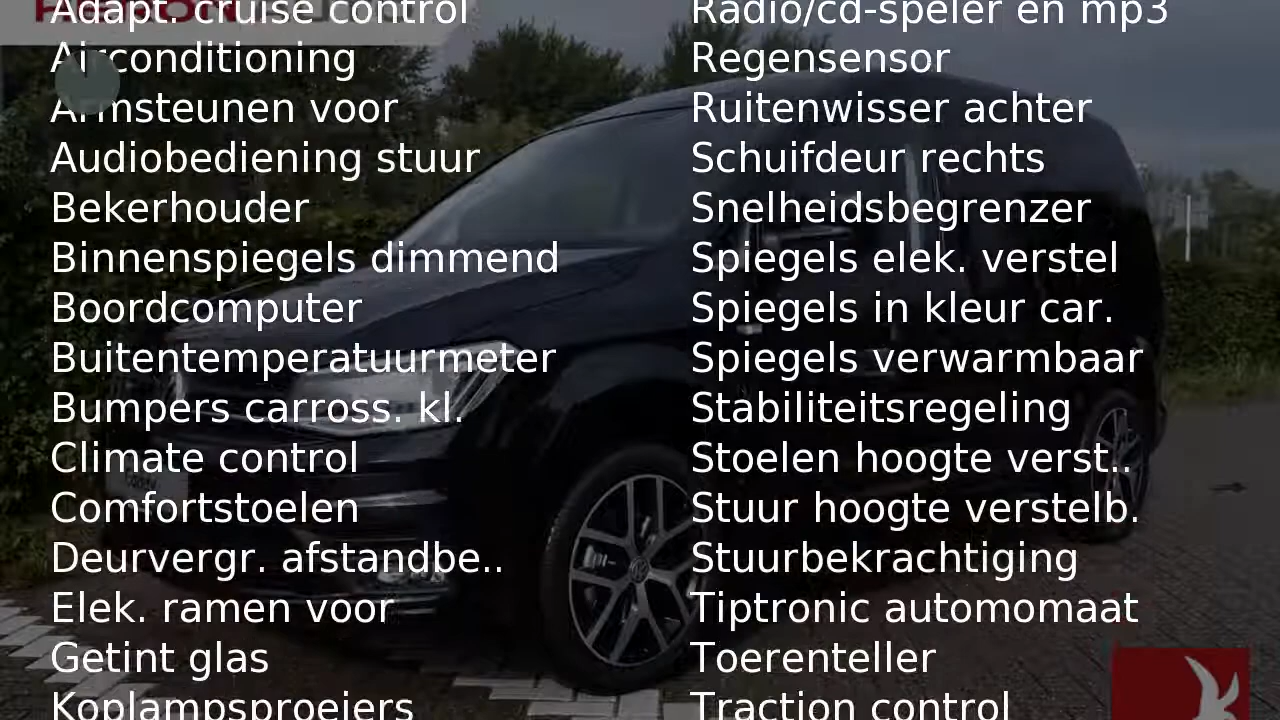 Adapt. cruise control
Airconditioning
Armsteunen voor
Audiobediening stuur
Bekerhouder
Binnenspiegels dimmend
Boordcomputer
Buitentemperatuurmeter
Bumpers carross. kl.
Climate control
Comfortstoelen
Deurvergr. afstandbe..
Elek. ramen voor
Getint glas
Koplampsproeiers
Radio/cd-speler en mp3
Regensensor
Ruitenwisser achter
Schuifdeur rechts
Snelheidsbegrenzer
Spiegels elek. verstel
Spiegels in kleur car.
Spiegels verwarmbaar
Stabiliteitsregeling
Stoelen hoogte verst..
Stuur hoogte verstelb.
Stuurbekrachtiging
Tiptronic automomaat
Toerenteller
Traction control